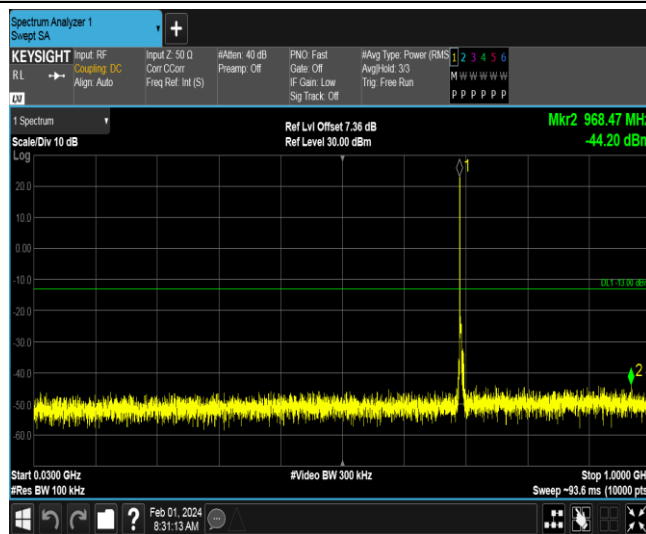 Spectrum Analyzer 1
Swept SA
+
KEYSIGHT Input: RF Input Z: 50 Ω #Atten: 40 dB PNO: Fast #Avg Type: Power (RMS 1 2 3 4 5 6
RL Coupling: DC Corr CCorr Preamp: Off Gate: Off Avg|Hold: 3/3 M W W W W W
Align: Auto Freq Ref: Int (S) IF Gain: Low Trig: Free Run
Sig Track: Off P P P P P P
LXI
1 Spectrum Ref Lvl Offset 7.36 dB Mkr2 968.47 MHz
Scale/Div 10 dB Ref Level 30.00 dBm -44.20 dBm
Log
1
20.0
10.0
0.00
-10.0
DL1 -13.00 dBm
-20.0
-30.0
-40.0
2
-50.0
-60.0
Start 0.0300 GHz #Video BW 300 kHz Stop 1.0000 GHz
#Res BW 100 kHz Sweep ~93.6 ms (10000 pts
? Feb 01, 2024
8:31:13 AM